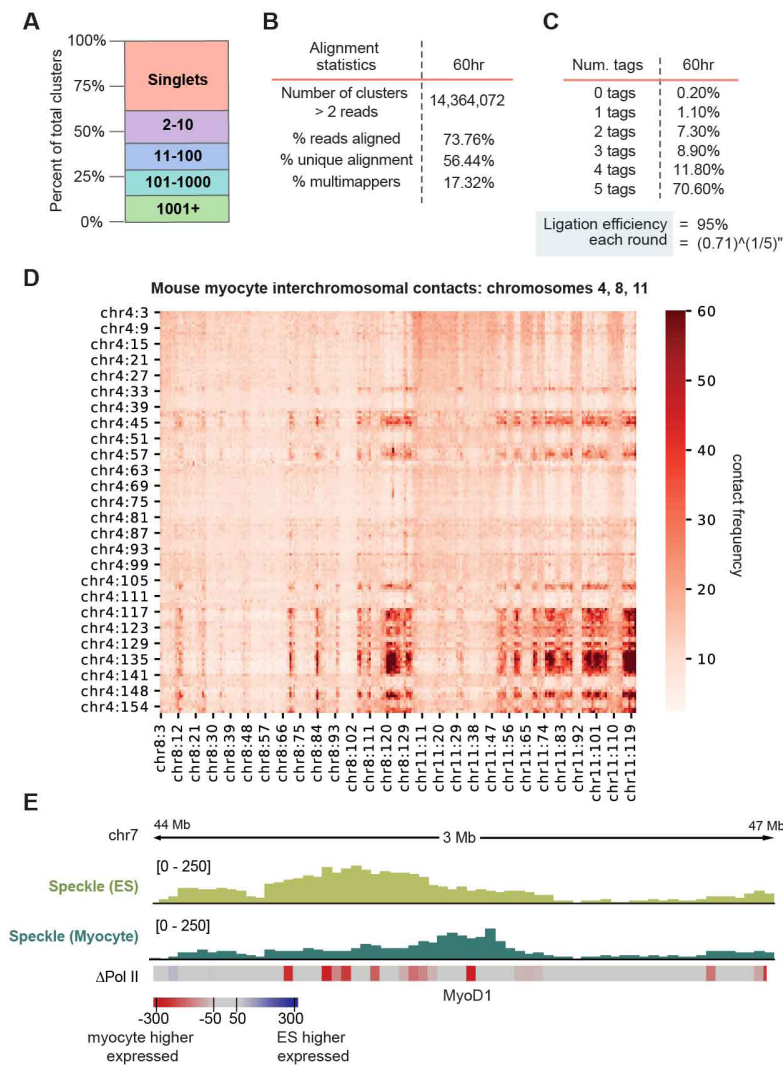 A
100%
75%
50%
25%
0%
Percent of total clusters
Singlets
2-10
11-100
101-1000
1001+
B
Alignment
statistics
60hr
Number of clusters
> 2 reads
14,364,072
% reads aligned
73.76%
% unique alignment
56.44%
% multimappers
17.32%
C
Num. tags
60hr
0 tags
0.20%
1 tags
1.10%
2 tags
7.30%
3 tags
8.90%
4 tags
11.80%
5 tags
70.60%
Ligation efficiency = 95%
each round = (0.71)^(1/5)"
D
Mouse myocyte interchromosomal contacts: chromosomes 4, 8, 11
chr4:3
chr4:9
chr4:15
chr4:21
chr4:27
chr4:33
chr4:39
chr4:45
chr4:51
chr4:57
chr4:63
chr4:69
chr4:75
chr4:81
chr4:87
chr4:93
chr4:99
chr4:105
chr4:111
chr4:117
chr4:123
chr4:129
chr4:135
chr4:141
chr4:148
chr4:154
chr8:3
chr8:12
chr8:21
chr8:30
chr8:39
chr8:48
chr8:57
chr8:66
chr8:75
chr8:84
chr8:93
chr8:102
chr8:111
chr8:120
chr8:129
chr11:11
chr11:20
chr11:29
chr11:38
chr11:47
chr11:56
chr11:65
chr11:74
chr11:83
chr11:92
chr11:101
chr11:110
chr11:119
60
50
40
30
20
10
contact frequency
E
chr7
44 Mb
3 Mb
47 Mb
Speckle (ES)
[0 - 250]
Speckle (Myocyte)
[0 - 250]
ΔPol II
MyoD1
-300
-50
50
300
myocyte higher
expressed
ES higher
expressed